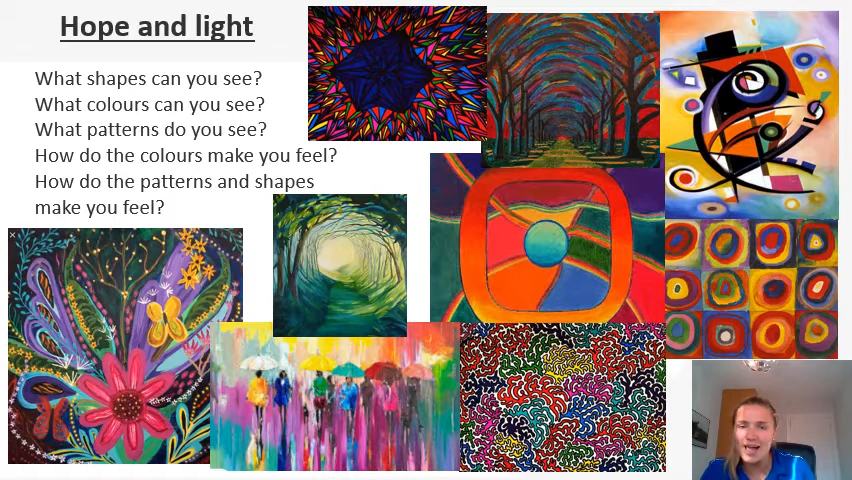 Hope and light
What shapes can you see?
What colours can you see?
What patterns do you see?
How do the colours make you feel?
How do the patterns and shapes
make you feel?